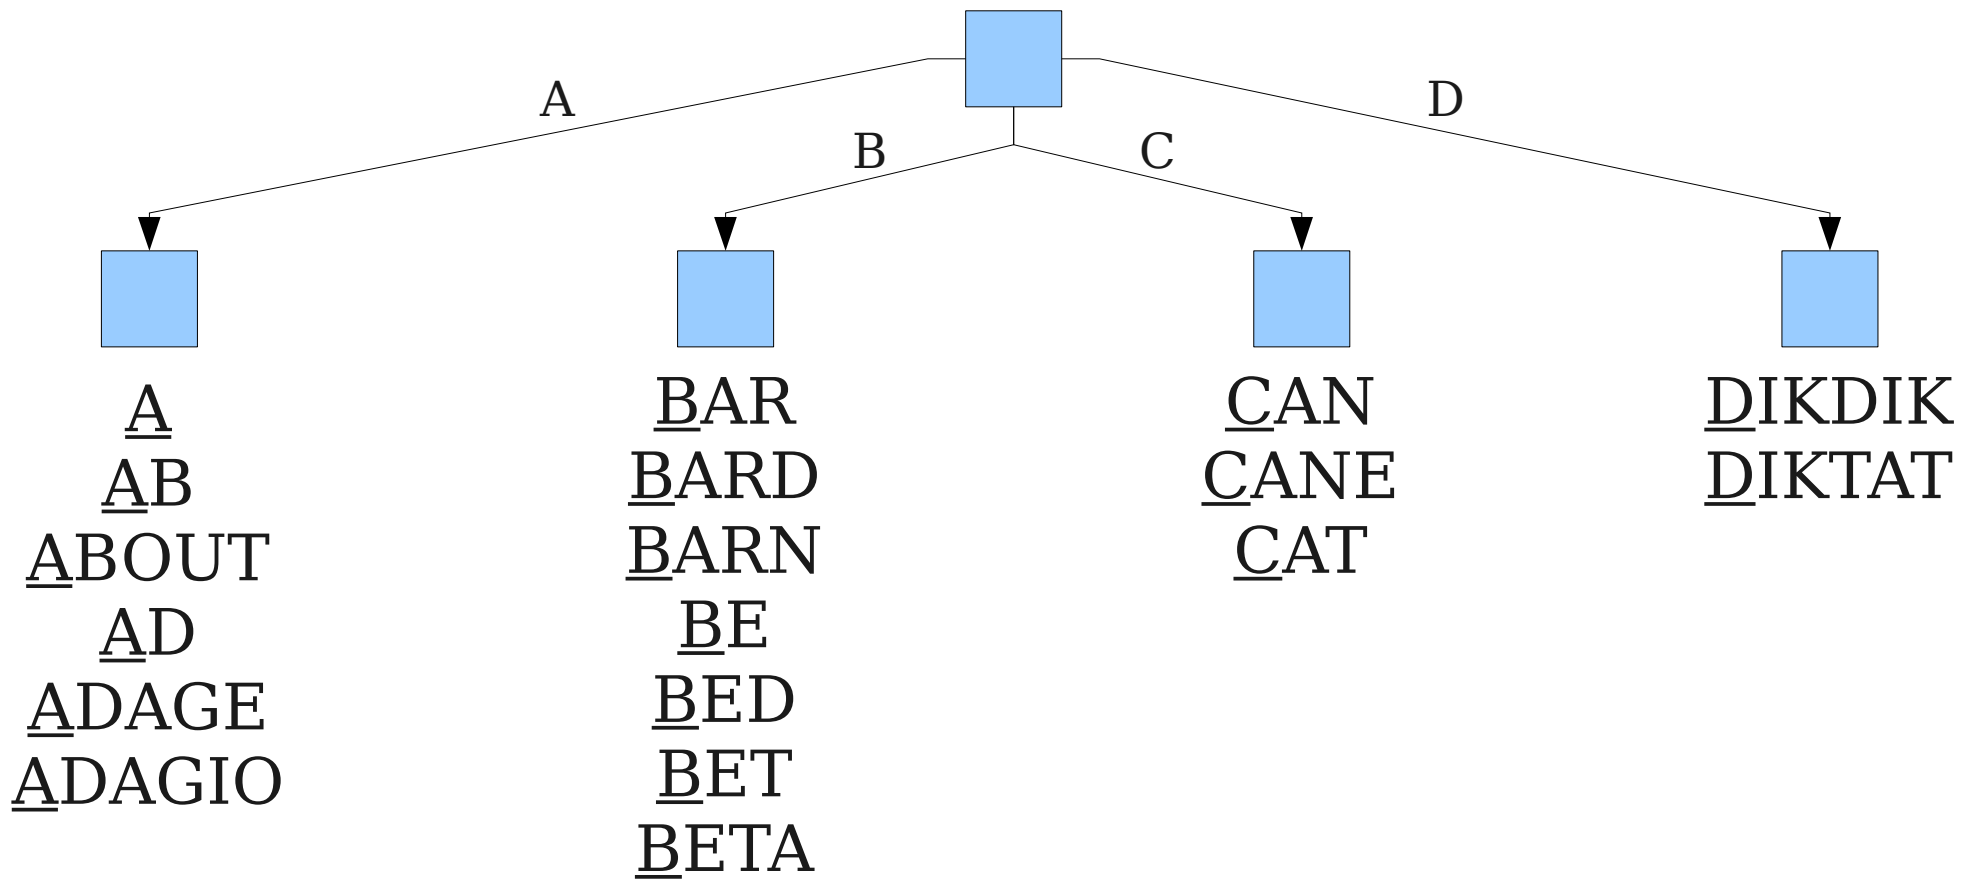 A
D
B
C
A
AB
ABOUT
AD
ADAGE
ADAGIO
BAR
BARD
BARN
BE
BED
BET
BETA
CAN
CANE
CAT
DIKDIK
DIKTAT